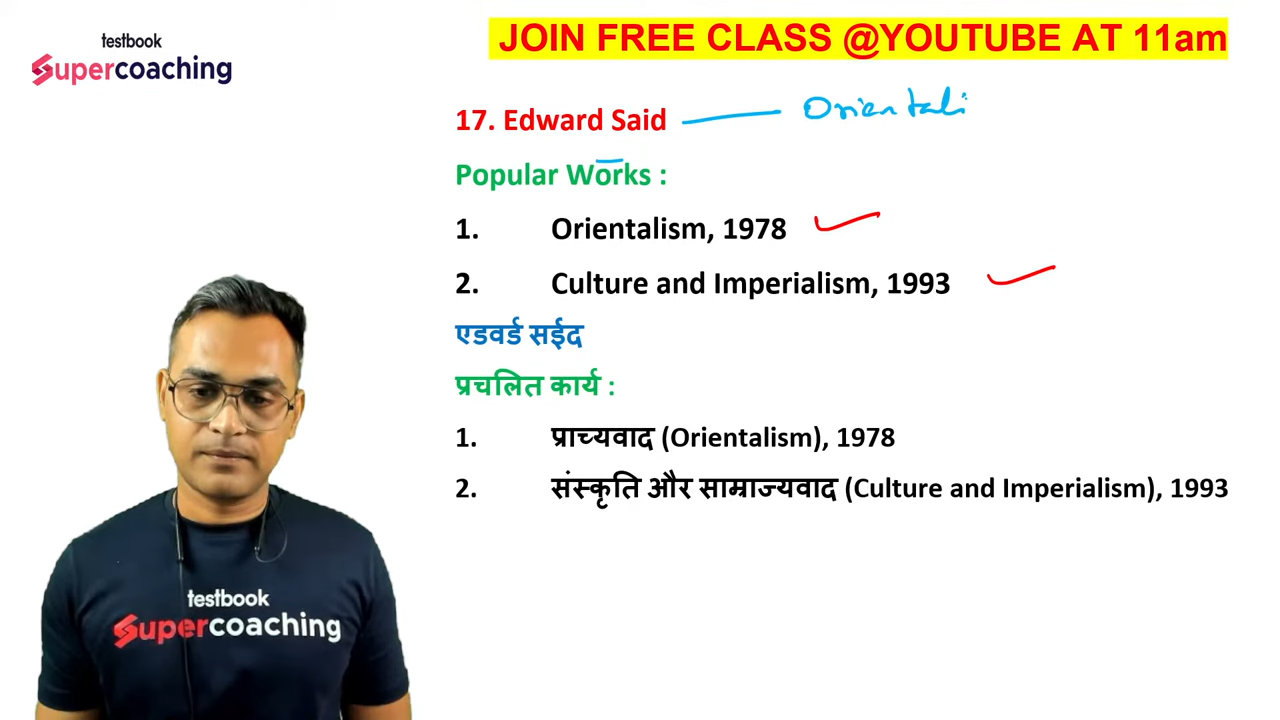 testbook
Supercoaching
JOIN FREE CLASS @YOUTUBE AT 11am
17. Edward Said — Orientali
Popular Works :
1. Orientalism, 1978
2. Culture and Imperialism, 1993
एडवर्ड सईद
प्रचलित कार्य :
1. प्राच्यवाद (Orientalism), 1978
2. संस्कृति और साम्राज्यवाद (Culture and Imperialism), 1993
testbook
Supercoaching